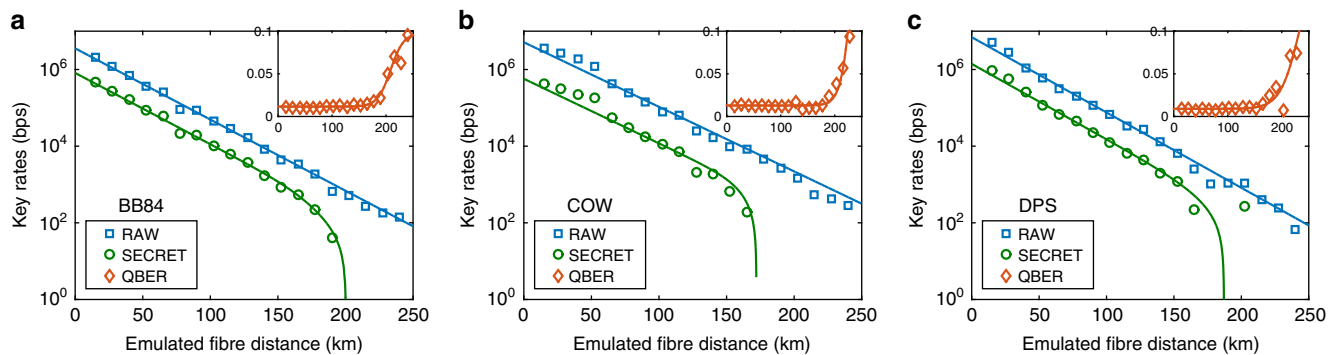 a
Key rates (bps)
10^6
10^4
10^2
10^0
0
50
100
150
200
250
Emulated fibre distance (km)
BB84
RAW
SECRET
QBER
0.1
0.05
0
0
100
200
b
Key rates (bps)
10^6
10^4
10^2
10^0
0
50
100
150
200
250
Emulated fibre distance (km)
COW
RAW
SECRET
QBER
0.1
0.05
0
0
100
200
c
Key rates (bps)
10^6
10^4
10^2
10^0
0
50
100
150
200
250
Emulated fibre distance (km)
DPS
RAW
SECRET
QBER
0.1
0.05
0
0
100
200